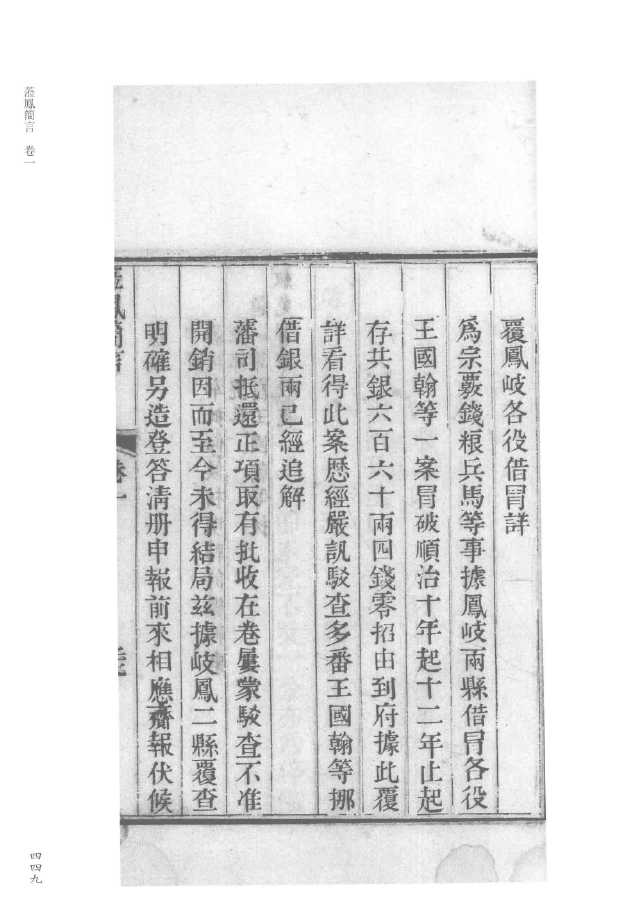 覆鳳岐各役借冒詳
為宗覈錢粮兵馬等事據鳳岐兩縣借冒各役
王國翰等一案冒破順治十年起十二年止起
存共銀六百六十兩四錢零招由到府據此覆
詳看得此案歷經嚴訊駁查多番王國翰等挪
借銀兩已經追解
藩司抵還正項取有批收在卷屢蒙駁查不准
開銷因而至今未得結局兹據岐鳳二縣覆查
明確另造登答清册申報前來相應齎報伏候
鳳簡言 卷一
鳳簡言 卷一
四四九